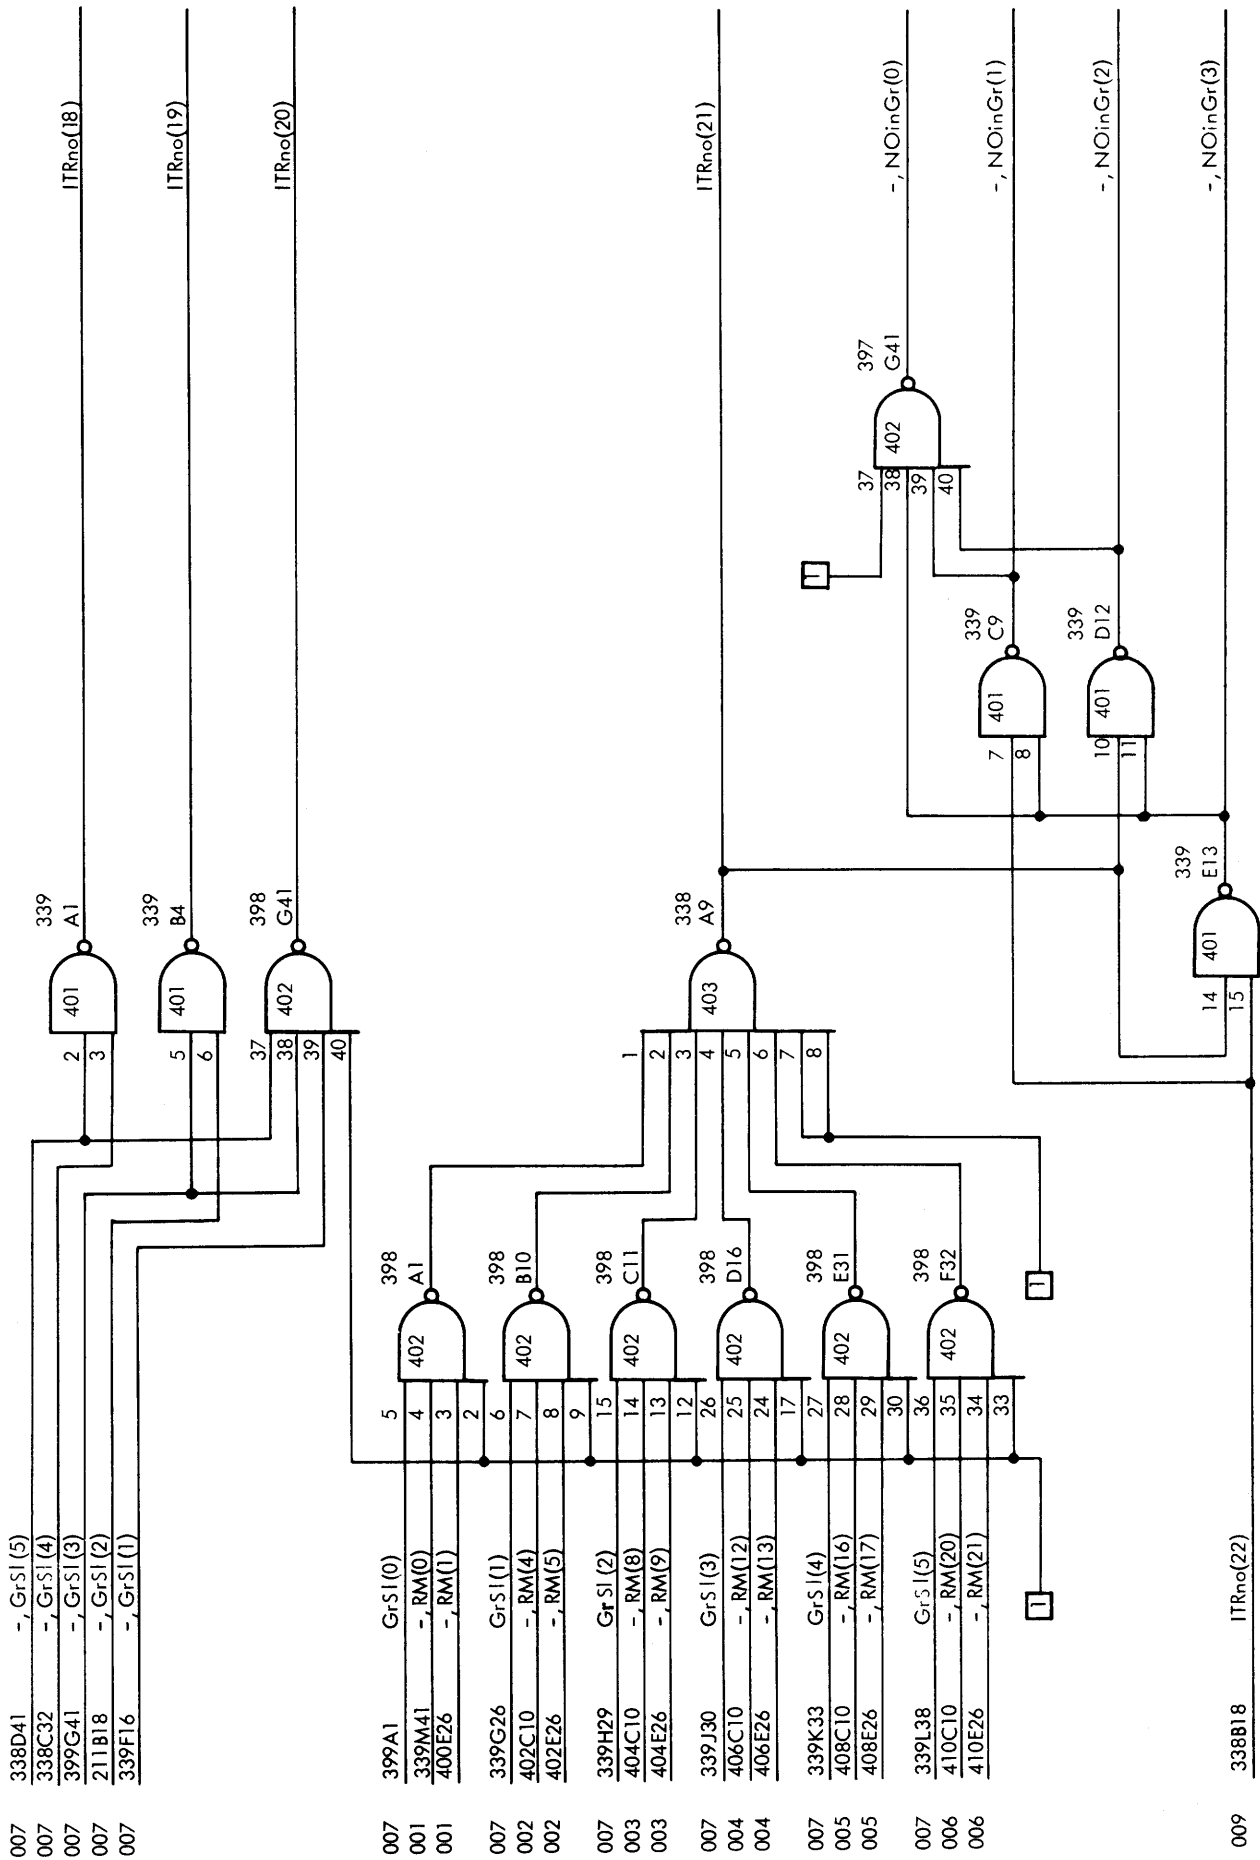 007 338D41 -, GrSl (5)
007 338C32 -, GrSl (4)
007 399G41 -, GrSl (3)
007 211B18 -, GrSl (2)
007 339F16 -, GrSl (1)
2
3
401
339
A1
ITRno(18)
5
6
401
339
B4
ITRno(19)
37
38
39
40
402
398
G41
ITRno(20)
007 399A1 GrSl (0)
001 339M41 -, RM(0)
001 400E26 -, RM(1)
5
4
3
2
402
398
A1
007 339G26 GrSl (1)
002 402C10 -, RM(4)
002 402E26 -, RM(5)
6
7
8
9
402
398
B10
007 339H29 GrSl (2)
003 404C10 -, RM(8)
003 404E26 -, RM(9)
15
14
13
12
402
398
C11
007 339J30 GrSl (3)
004 406C10 -, RM(12)
004 406E26 -, RM(13)
26
25
24
17
402
398
D16
007 339K33 GrSl (4)
005 408C10 -, RM(16)
005 408E26 -, RM(17)
27
28
29
30
402
398
E31
007 339L38 GrSl (5)
006 410C10 -, RM(20)
006 410E26 -, RM(21)
36
35
34
33
402
398
F32
1
1
1
2
3
4
5
6
7
8
403
338
A9
ITRno(21)
1
37
38
39
40
402
397
G41
-, NOinGr(0)
7
8
401
339
C9
-, NOinGr(1)
10
11
401
339
D12
-, NOinGr(2)
14
15
401
339
E13
-, NOinGr(3)
009 338B18 ITRno(22)